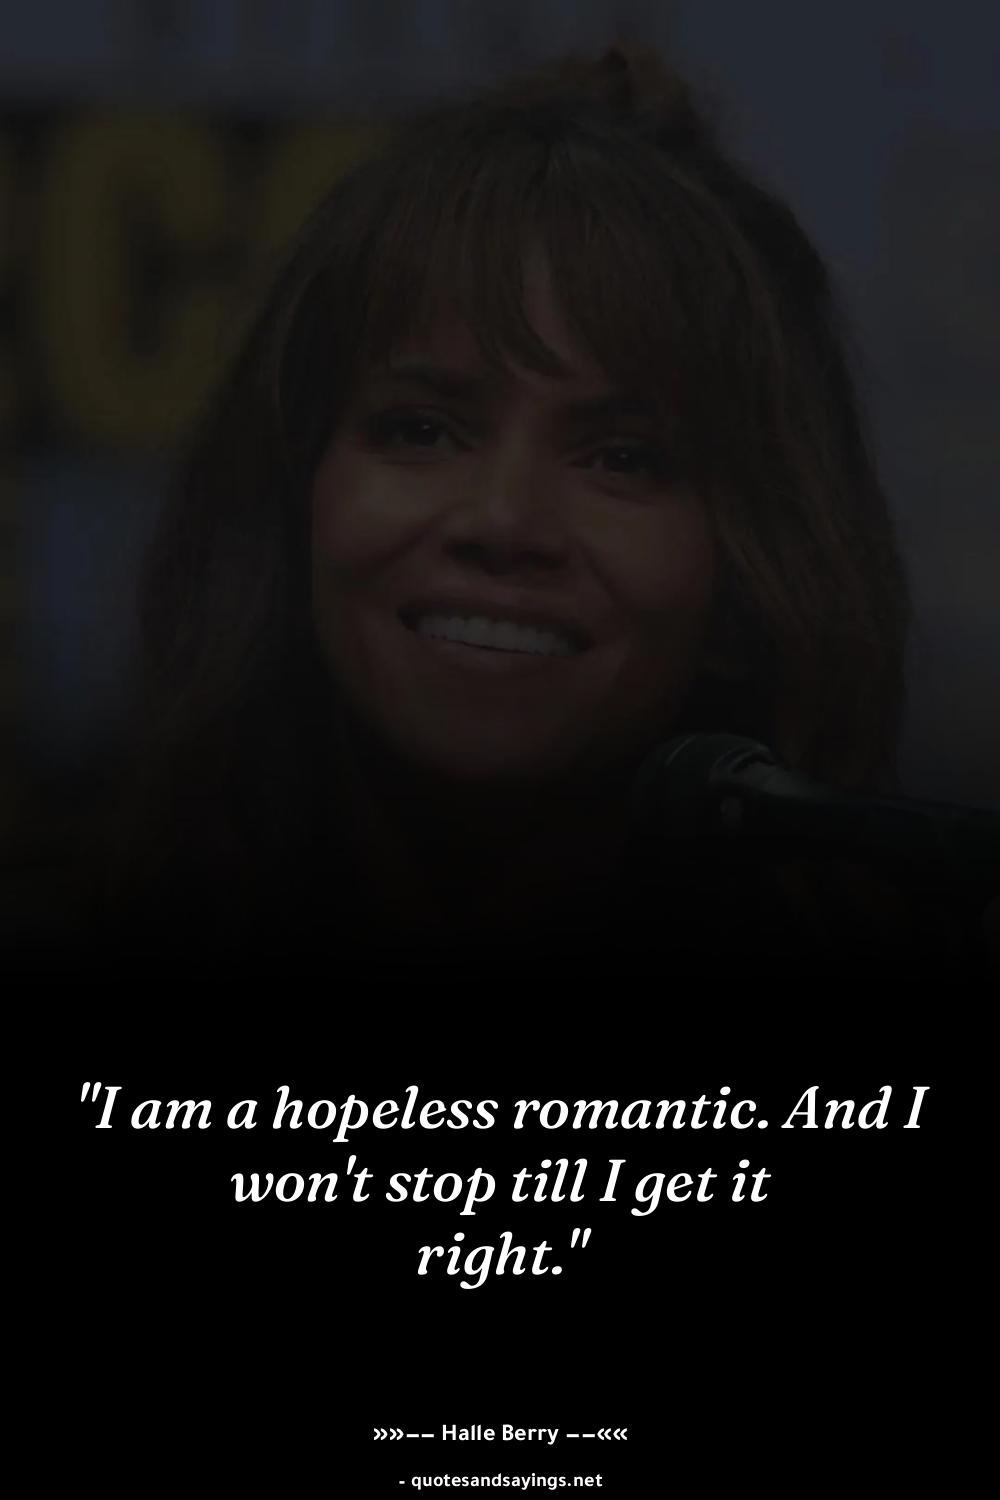 "I am a hopeless romantic. And I
won't stop till I get it
right."
»»–– Halle Berry ––««
- quotesandsayings.net